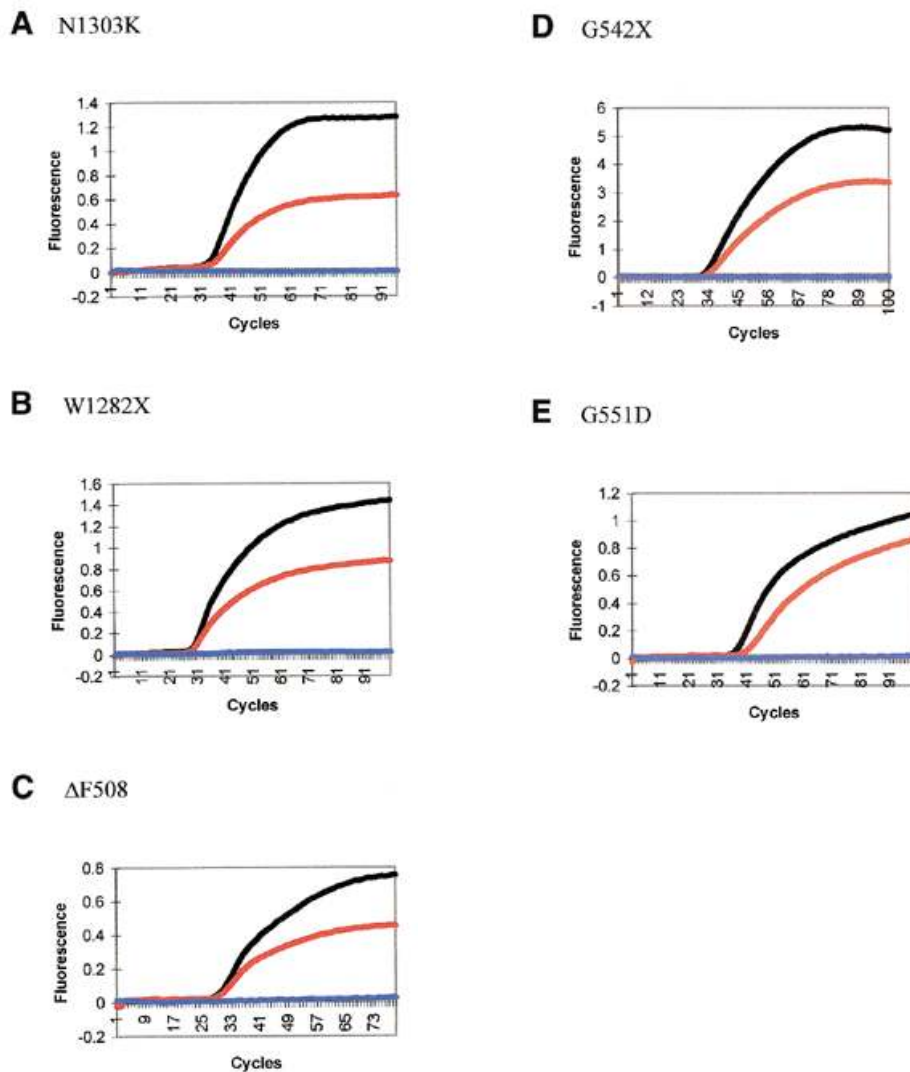 A N1303K
1.4
1.2
1
0.8
0.6
0.4
0.2
0
-0.2
Fluorescence
1 11 21 31 41 51 61 71 81 91
Cycles
B W1282X
1.6
1.4
1.2
1
0.8
0.6
0.4
0.2
0
-0.2
Fluorescence
1 11 21 31 41 51 61 71 81 91
Cycles
C ΔF508
0.8
0.6
0.4
0.2
0
-0.2
Fluorescence
1 9 17 25 33 41 49 57 65 73
Cycles
D G542X
6
5
4
3
2
1
0
-1
Fluorescence
1 12 23 34 45 56 67 78 89 100
Cycles
E G551D
1.2
1
0.8
0.6
0.4
0.2
0
-0.2
Fluorescence
1 11 21 31 41 51 61 71 81 91
Cycles